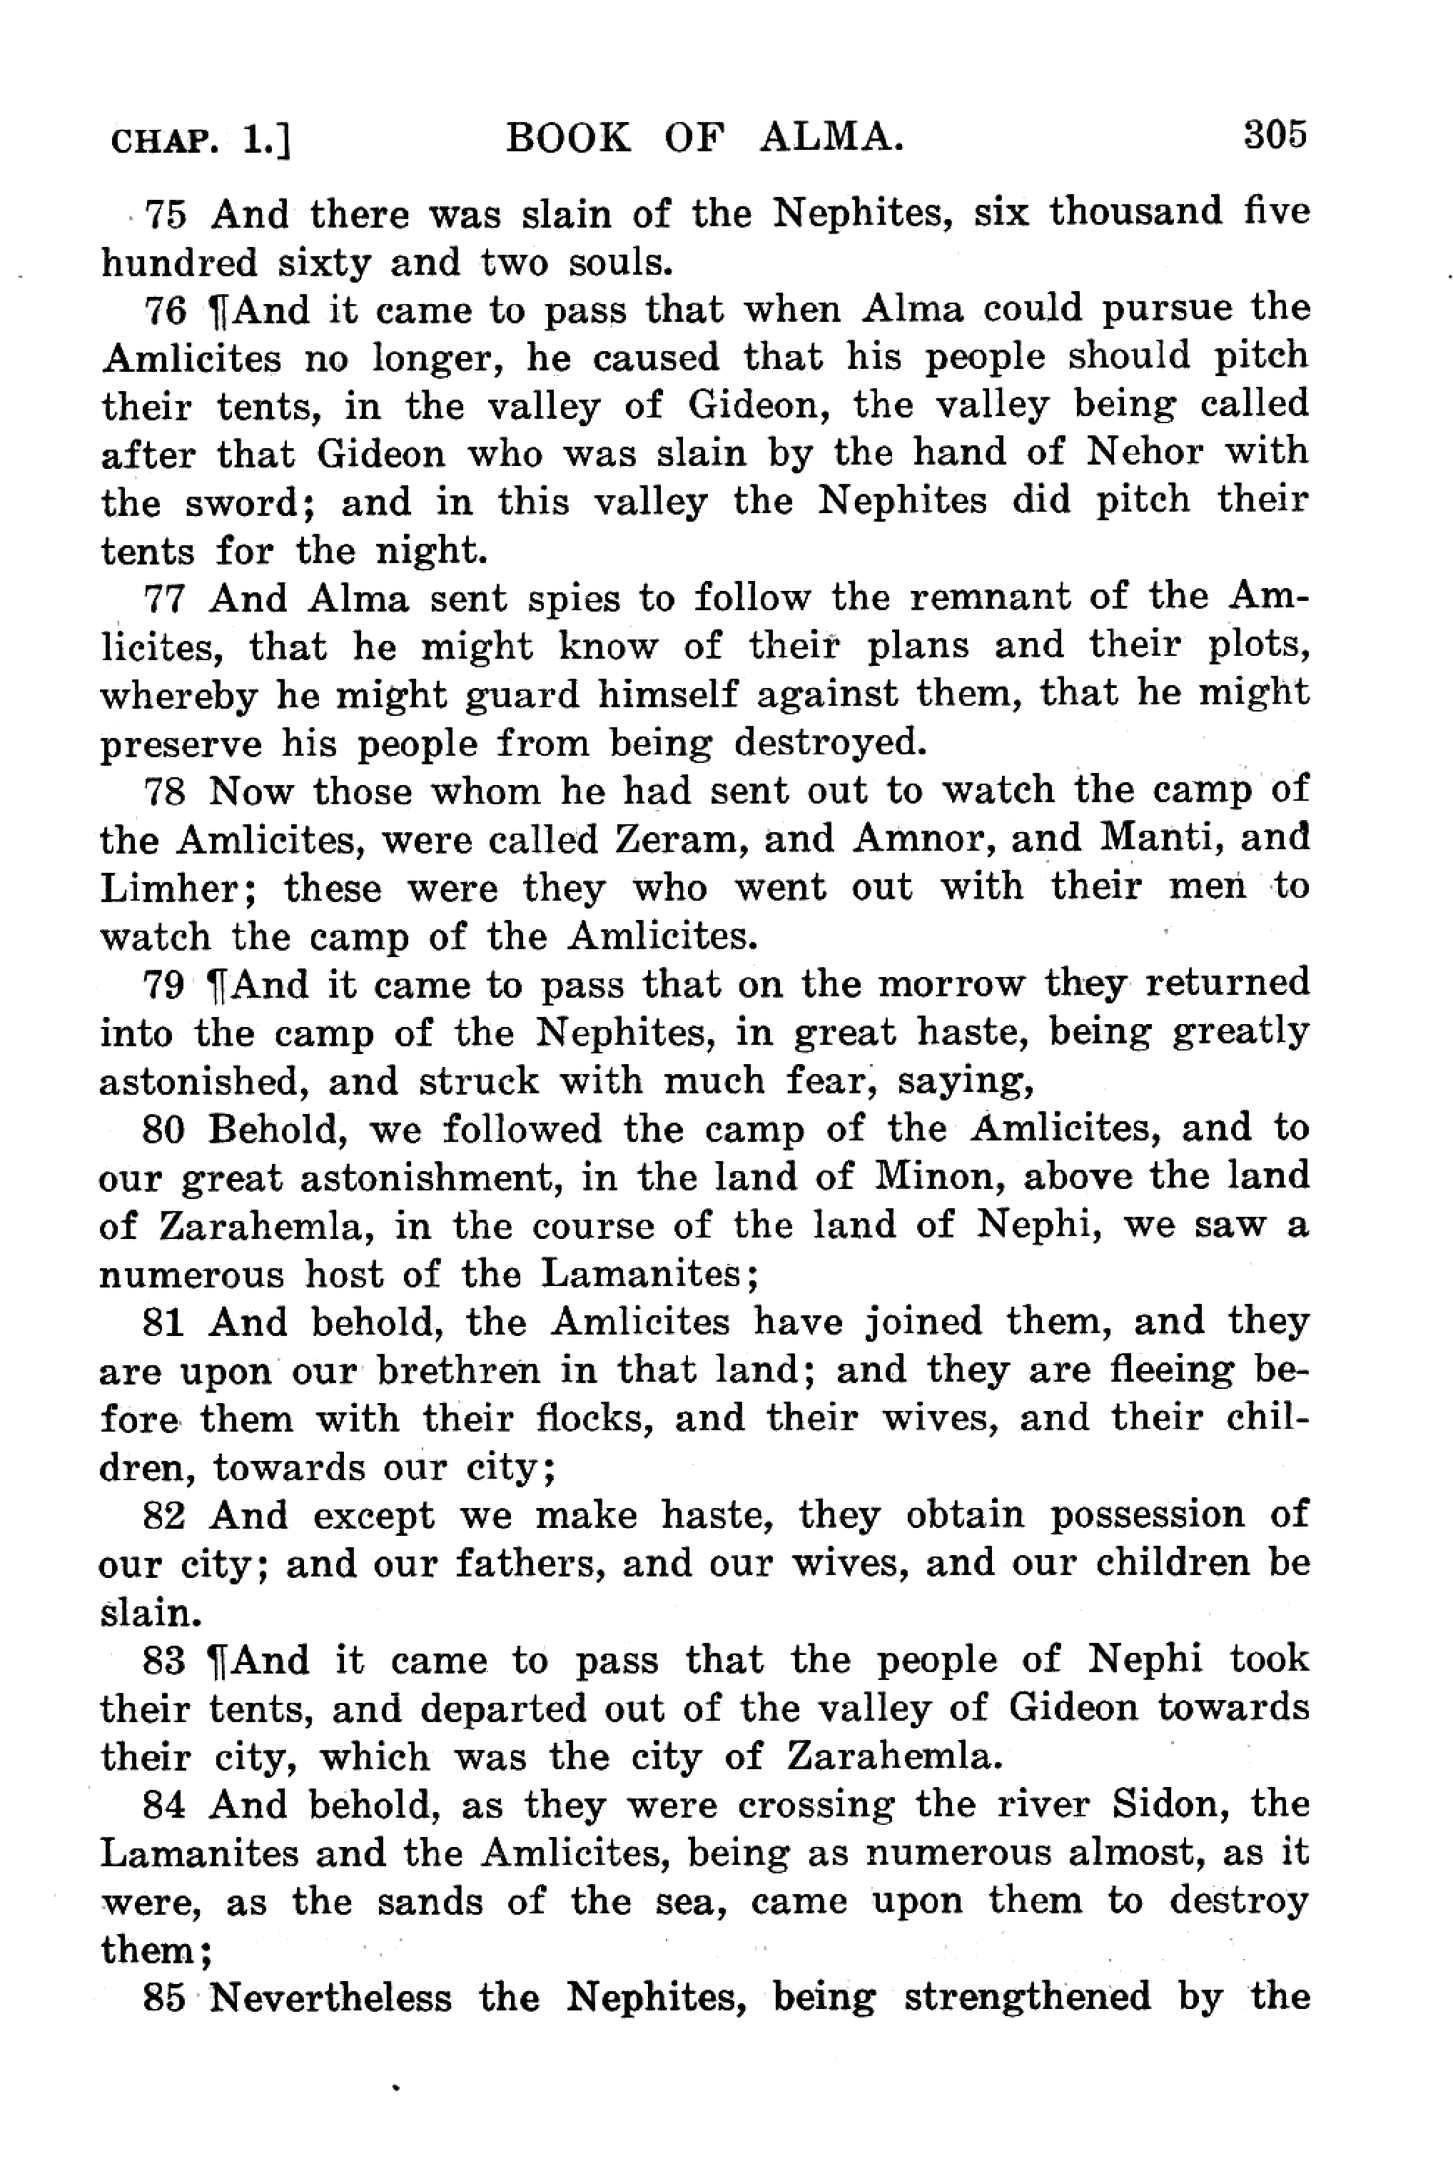 CHAP. 1.] BOOK OF ALMA. 305
75 And there was slain of the Nephites, six thousand five
hundred sixty and two souls.
76 ¶And it came to pass that when Alma could pursue the
Amlicites no longer, he caused that his people should pitch
their tents, in the valley of Gideon, the valley being called
after that Gideon who was slain by the hand of Nehor with
the sword; and in this valley the Nephites did pitch their
tents for the night.
77 And Alma sent spies to follow the remnant of the Am-
licites, that he might know of their plans and their plots,
whereby he might guard himself against them, that he might
preserve his people from being destroyed.
78 Now those whom he had sent out to watch the camp of
the Amlicites, were called Zeram, and Amnor, and Manti, and
Limher; these were they who went out with their men to
watch the camp of the Amlicites.
79 ¶And it came to pass that on the morrow they returned
into the camp of the Nephites, in great haste, being greatly
astonished, and struck with much fear, saying,
80 Behold, we followed the camp of the Amlicites, and to
our great astonishment, in the land of Minon, above the land
of Zarahemla, in the course of the land of Nephi, we saw a
numerous host of the Lamanites;
81 And behold, the Amlicites have joined them, and they
are upon our brethren in that land; and they are fleeing be-
fore them with their flocks, and their wives, and their chil-
dren, towards our city;
82 And except we make haste, they obtain possession of
our city; and our fathers, and our wives, and our children be
slain.
83 ¶And it came to pass that the people of Nephi took
their tents, and departed out of the valley of Gideon towards
their city, which was the city of Zarahemla.
84 And behold, as they were crossing the river Sidon, the
Lamanites and the Amlicites, being as numerous almost, as it
were, as the sands of the sea, came upon them to destroy
them;
85 Nevertheless the Nephites, being strengthened by the